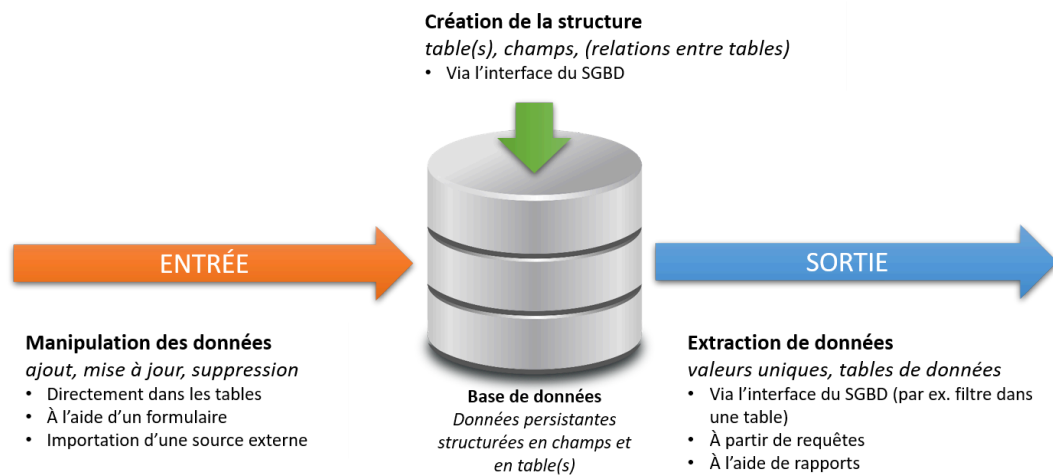 Création de la structure
table(s), champs, (relations entre tables)
• Via l’interface du SGBD
ENTRÉE
SORTIE
Manipulation des données
ajout, mise à jour, suppression
• Directement dans les tables
• À l’aide d’un formulaire
• Importation d’une source externe
Base de données
Données persistantes
structurées en champs et
en table(s)
Extraction de données
valeurs uniques, tables de données
• Via l’interface du SGBD (par ex. filtre dans
une table)
• À partir de requêtes
• À l’aide de rapports